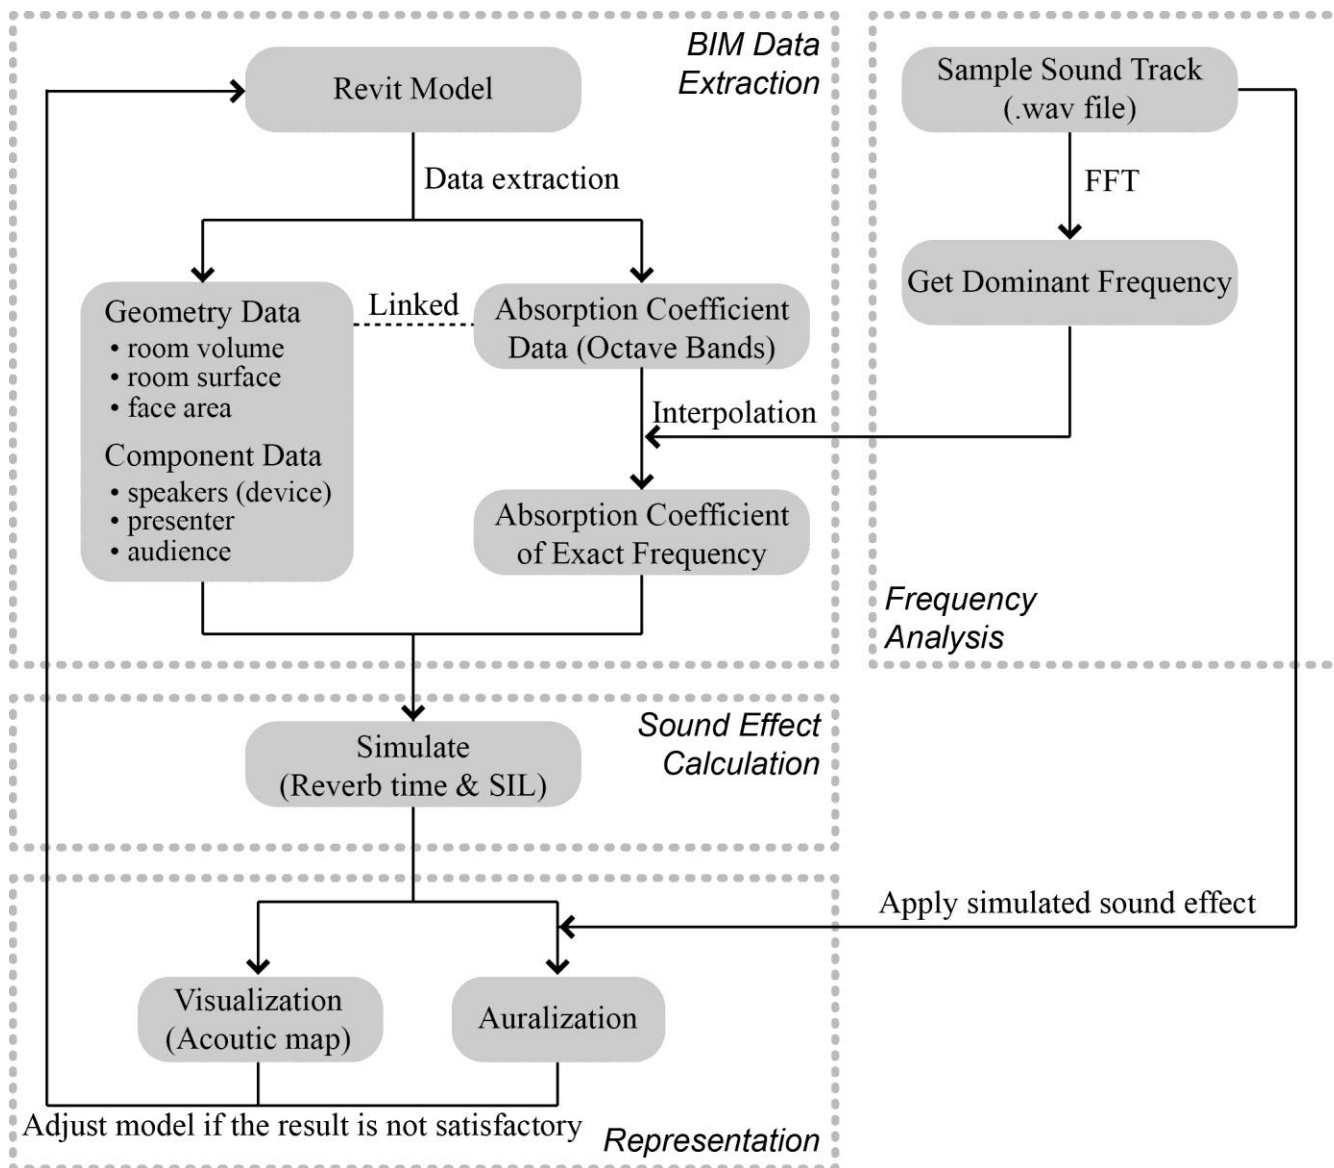 BIM Data
Extraction
Revit Model
Data extraction
Geometry Data
• room volume
• room surface
• face area
Component Data
• speakers (device)
• presenter
• audience
Linked
Absorption Coefficient
Data (Octave Bands)
Interpolation
Absorption Coefficient
of Exact Frequency
Sample Sound Track
(.wav file)
FFT
Get Dominant Frequency
Frequency
Analysis
Sound Effect
Calculation
Simulate
(Reverb time & SIL)
Apply simulated sound effect
Visualization
(Acoutic map)
Auralization
Adjust model if the result is not satisfactory
Representation